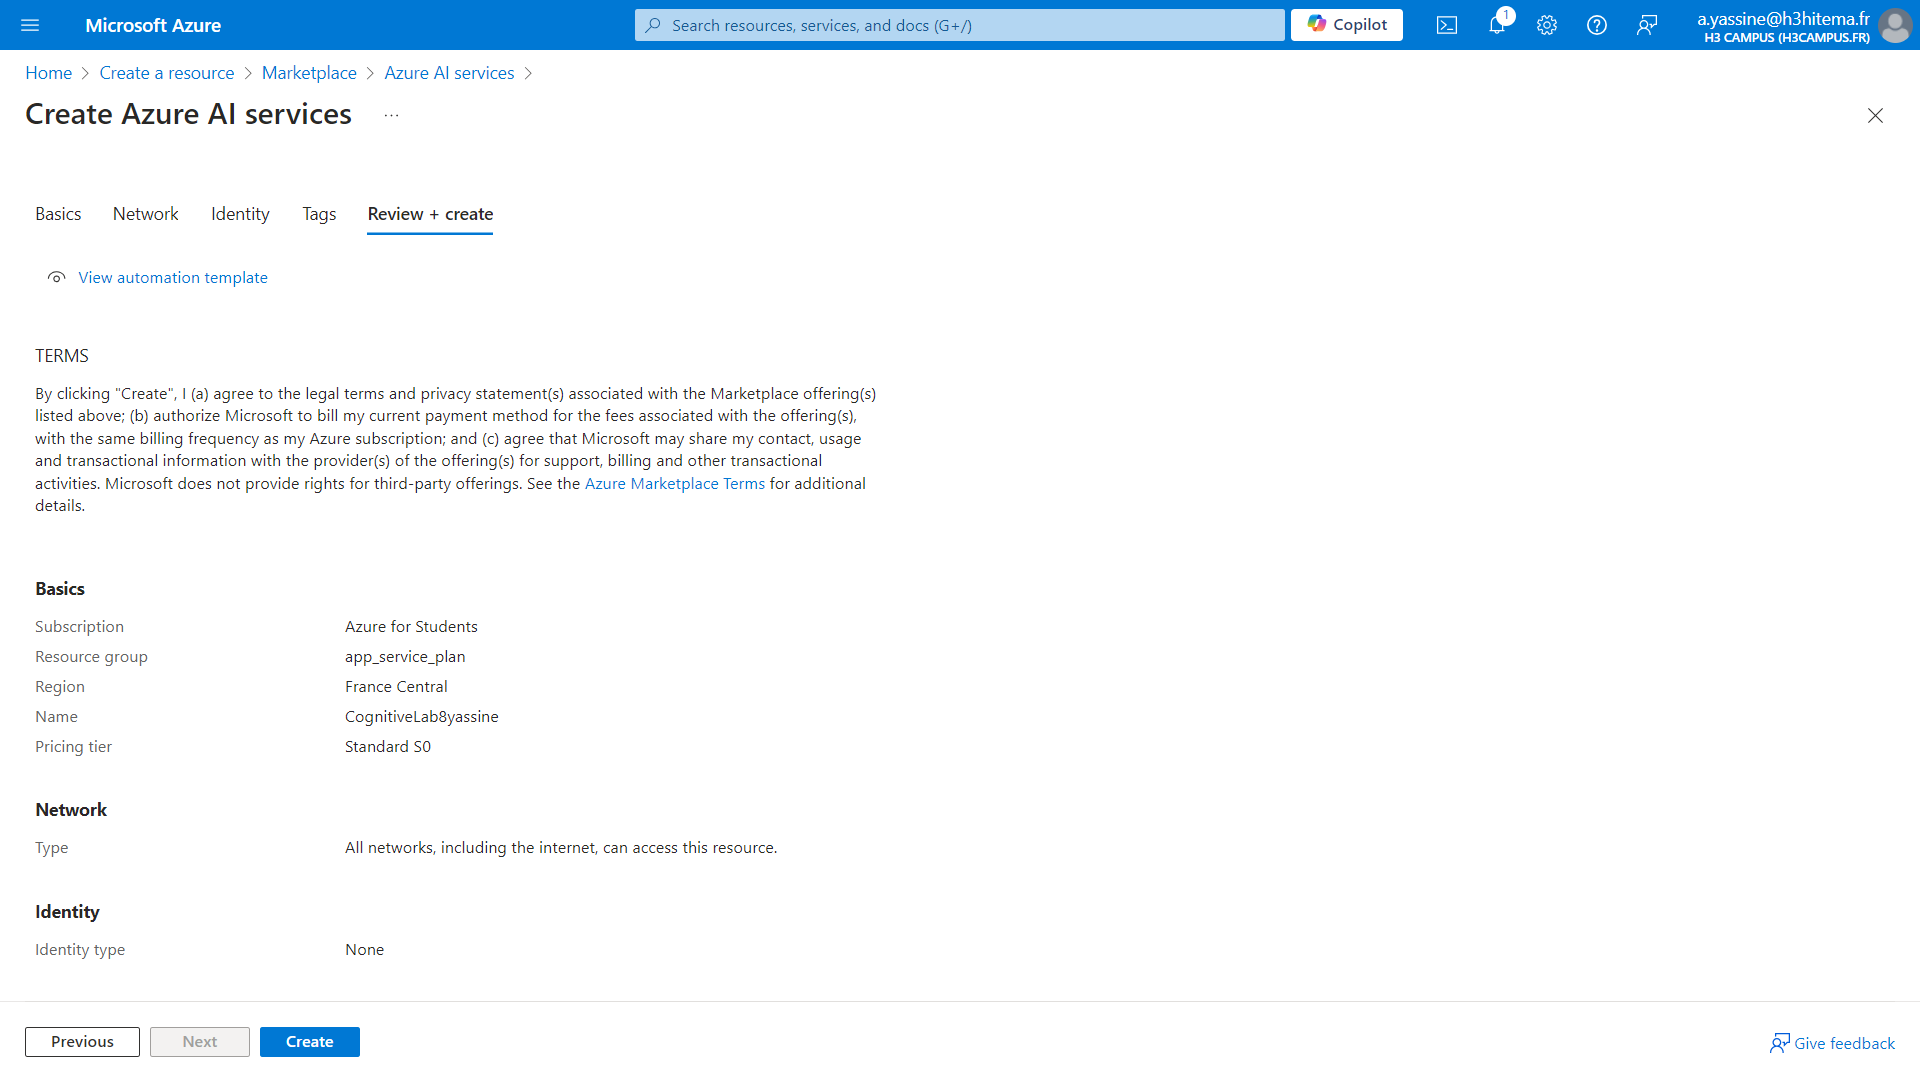 Microsoft Azure
Search resources, services, and docs (G+/)
Copilot
1
a.yassine@h3hitema.fr
H3 CAMPUS (H3CAMPUS.FR)
Home
Create a resource
Marketplace
Azure AI services
Create Azure AI services
...
Basics
Network
Identity
Tags
Review + create
View automation template
TERMS
By clicking "Create", I (a) agree to the legal terms and privacy statement(s) associated with the Marketplace offering(s)
listed above; (b) authorize Microsoft to bill my current payment method for the fees associated with the offering(s),
with the same billing frequency as my Azure subscription; and (c) agree that Microsoft may share my contact, usage
and transactional information with the provider(s) of the offering(s) for support, billing and other transactional
activities. Microsoft does not provide rights for third-party offerings. See the Azure Marketplace Terms for additional
details.
Basics
Subscription Azure for Students
Resource group app_service_plan
Region France Central
Name CognitiveLab8yassine
Pricing tier Standard S0
Network
Type All networks, including the internet, can access this resource.
Identity
Identity type None
Previous
Next
Create
Give feedback